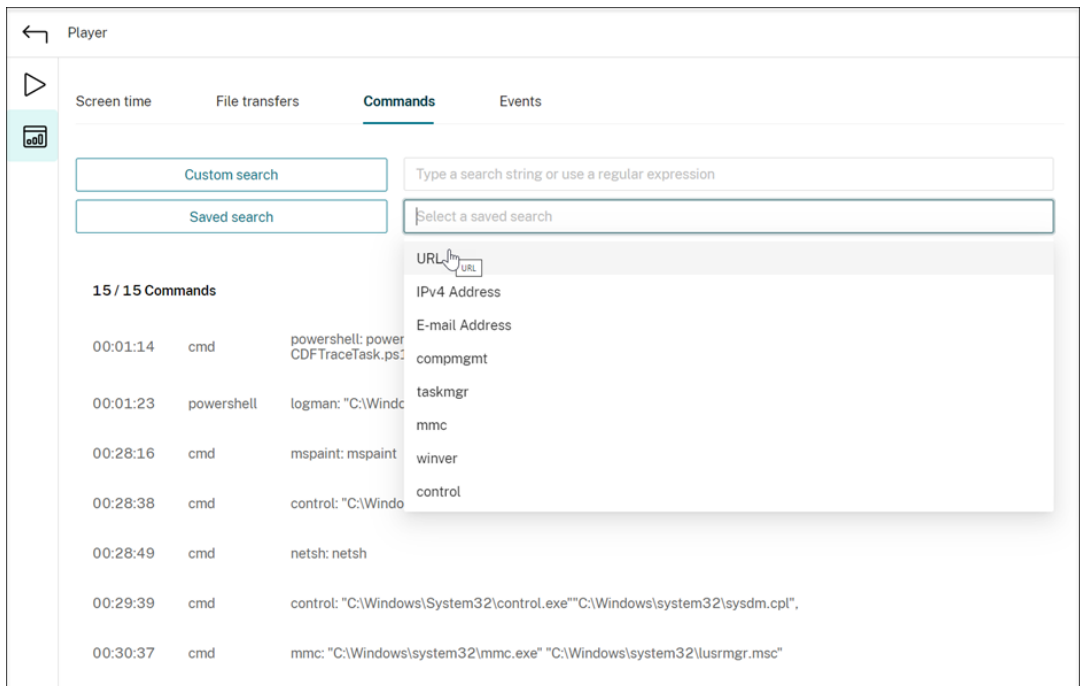 Player
Screen time File transfers Commands Events
Custom search Type a search string or use a regular expression
Saved search Select a saved search
URL URL
IPv4 Address
E-mail Address
compmgmt
taskmgr
mmc
winver
control
15 / 15 Commands
00:01:14 cmd powershell: power
CDFTraceTask.ps1
00:01:23 powershell logman: "C:\Windo
00:28:16 cmd mspaint: mspaint
00:28:38 cmd control: "C:\Windo
00:28:49 cmd netsh: netsh
00:29:39 cmd control: "C:\Windows\System32\control.exe""C:\Windows\system32\sysdm.cpl",
00:30:37 cmd mmc: "C:\Windows\system32\mmc.exe" "C:\Windows\system32\lusrmgr.msc"